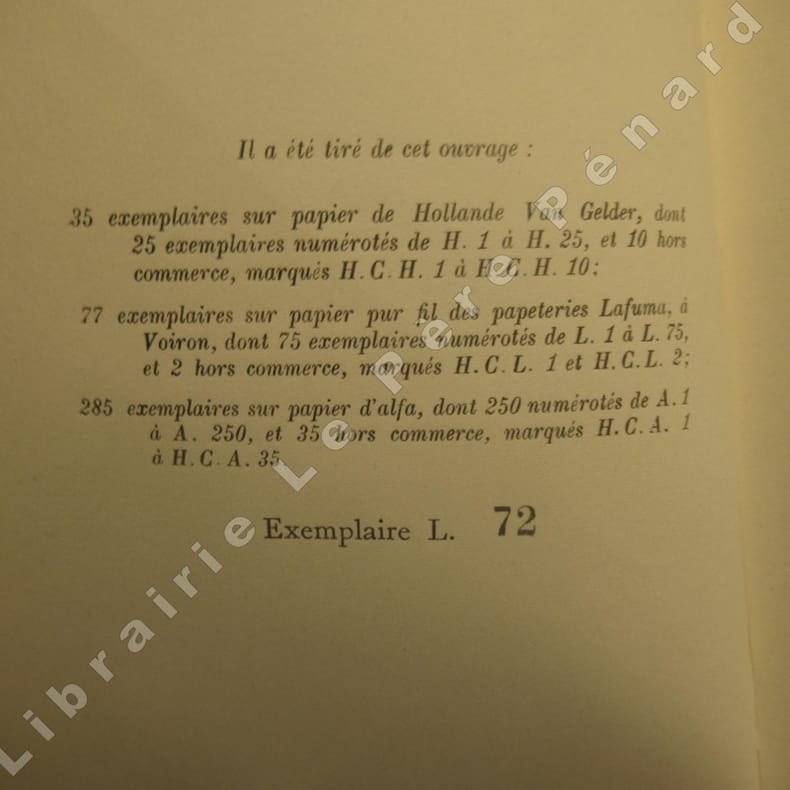 Il a été tiré de cet ouvrage :
35 exemplaires sur papier de Hollande Van Gelder, dont
25 exemplaires numérotés de H. 1 à H. 25, et 10 hors
commerce, marqués H.C.H. 1 à H.C.H. 10;
77 exemplaires sur papier pur fil des papeteries Lafuma, à
Voiron, dont 75 exemplaires numérotés de L. 1 à L. 75,
et 2 hors commerce, marqués H.C.L. 1 et H.C.L. 2;
285 exemplaires sur papier d'alfa, dont 250 numérotés de A. 1
à A. 250, et 35 hors commerce, marqués H.C.A. 1
à H.C.A. 35.
Exemplaire L. 72
Librairie Le Père Pénard